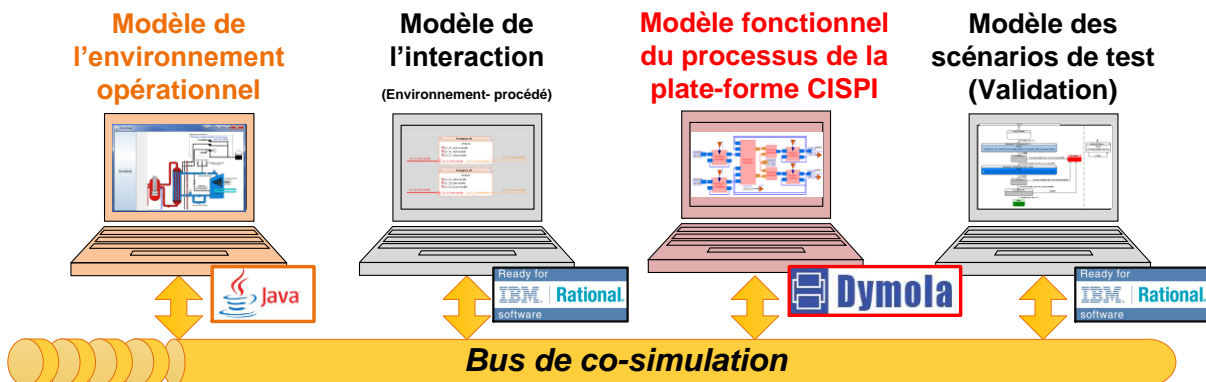 Modèle de
l'environnement
opérationnel
Modèle de
l'interaction
(Environnement- procédé)
Modèle fonctionnel
du processus de la
plate-forme CISPI
Modèle des
scénarios de test
(Validation)
Java
Ready for
IBM. Rational.
software
Dymola
Ready for
IBM. Rational.
software
Bus de co-simulation